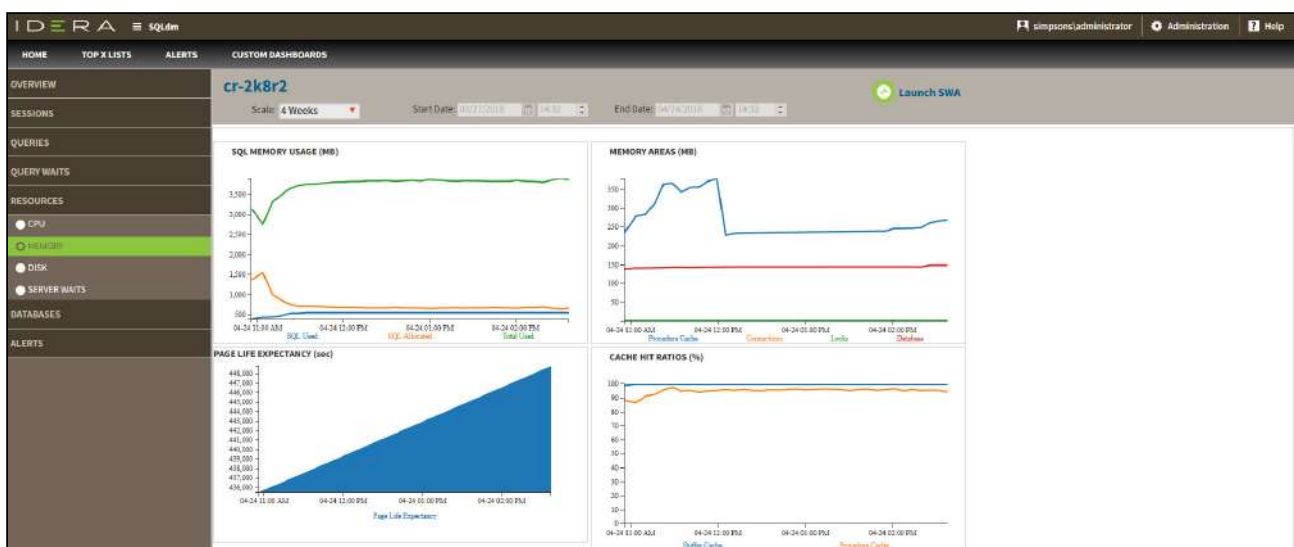 IDERA ≡ SQLdm
simpsons\administrator Administration ? Help
HOME TOP X LISTS ALERTS CUSTOM DASHBOARDS
OVERVIEW
SESSIONS
QUERIES
QUERY WAITS
RESOURCES
CPU
MEMORY
DISK
SERVER WAITS
DATABASES
ALERTS
cr-2k8r2
Launch SWA
Scale: 4 Weeks Start Date: 03/27/2018 14:32 End Date: 04/24/2018 14:32
SQL MEMORY USAGE (MB)
3,500
3,000
2,500
2,000
1,500
1,000
500
04-24 11:00 AM 04-24 12:00 PM 04-24 01:00 PM 04-24 02:00 PM
SQL Used SQL Allocated Total Used
MEMORY AREAS (MB)
350
300
250
200
150
100
50
04-24 11:00 AM 04-24 12:00 PM 04-24 01:00 PM 04-24 02:00 PM
Procedure Cache Connections Locks Database
PAGE LIFE EXPECTANCY (sec)
448,000
447,000
446,000
445,000
444,000
443,000
442,000
441,000
440,000
439,000
438,000
437,000
436,000
04-24 11:00 AM 04-24 12:00 PM 04-24 01:00 PM 04-24 02:00 PM
Page Life Expectancy
CACHE HIT RATIOS (%)
100
90
80
70
60
50
40
30
20
10
0
04-24 11:00 AM 04-24 12:00 PM 04-24 01:00 PM 04-24 02:00 PM
Buffer Cache Procedure Cache